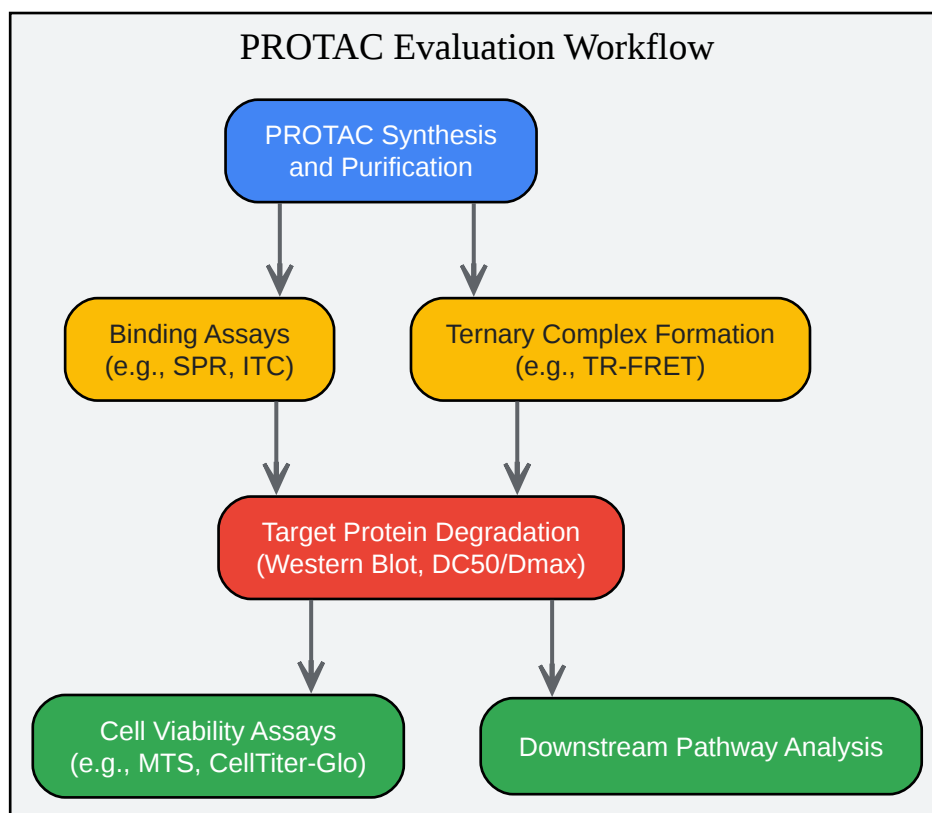 PROTAC Evaluation Workflow
PROTAC Synthesis
and Purification
Binding Assays
(e.g., SPR, ITC)
Ternary Complex Formation
(e.g., TR-FRET)
Target Protein Degradation
(Western Blot, DC50/Dmax)
Cell Viability Assays
(e.g., MTS, CellTiter-Glo)
Downstream Pathway Analysis